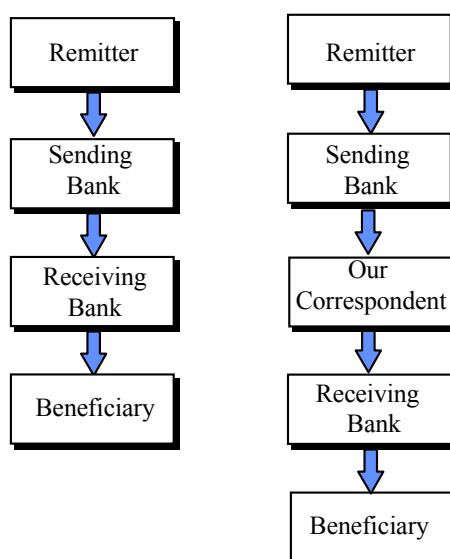 Remitter
Sending
Bank
Receiving
Bank
Beneficiary
Remitter
Sending
Bank
Our
Correspondent
Receiving
Bank
Beneficiary